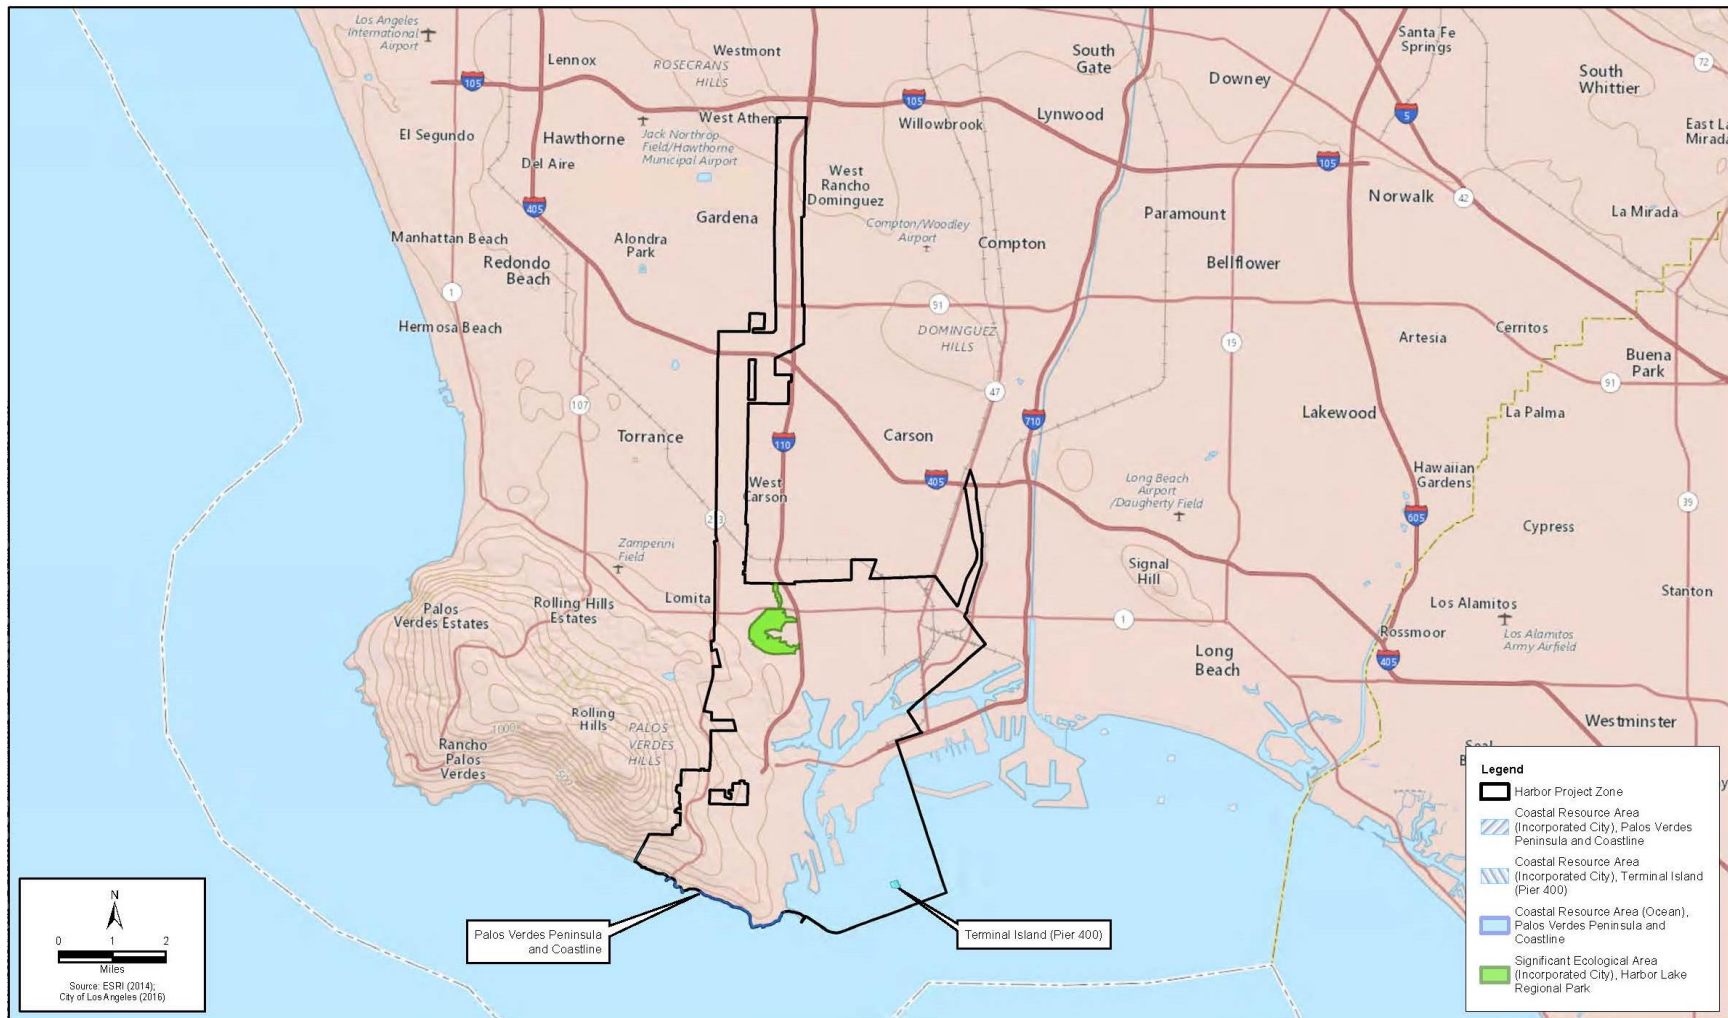 Los Angeles
International
Airport
Westmont
Lennox
ROSECRANS
HILLS
South
Gate
Downey
Santa Fe
Springs
72
South
Whittier
105
105
Lynwood
5
West Athens
Willowbrook
El Segundo
Hawthorne
Jack Northrop
Field/Hawthorne
Municipal Airport
East La
Mirada
Del Aire
105
West
Rancho
Dominguez
Norwalk
42
405
Gardena
Paramount
La Mirada
Manhattan Beach
Alondra
Park
Compton/Woodley
Airport
Compton
Redondo
Beach
Bellflower
1
91
Hermosa Beach
DOMINGUEZ
HILLS
19
Artesia
Cerritos
Buena
Park
91
107
47
710
Lakewood
La Palma
Torrance
110
Carson
405
West
Carson
Long Beach
Airport
/Daugherty Field
Hawaiian
Gardens
605
39
213
Cypress
Zamperini
Field
Signal
Hill
Stanton
Palos
Verdes Estates
Rolling Hills
Estates
Lomita
1
Los Alamitos
Rossmoor
Los Alamitos
Army Airfield
405
Long
Beach
Rolling
Hills
PALOS
VERDES
HILLS
1000
Westminster
Rancho
Palos
Verdes
Palos Verdes Peninsula
and Coastline
Terminal Island (Pier 400)
N
0 1 2
Miles
Source: ESRI (2014);
City of Los Angeles (2016)
Legend
Harbor Project Zone
Coastal Resource Area
(Incorporated City), Palos Verdes
Peninsula and Coastline
Coastal Resource Area
(Incorporated City), Terminal Island
(Pier 400)
Coastal Resource Area (Ocean),
Palos Verdes Peninsula and
Coastline
Significant Ecological Area
(Incorporated City), Harbor Lake
Regional Park